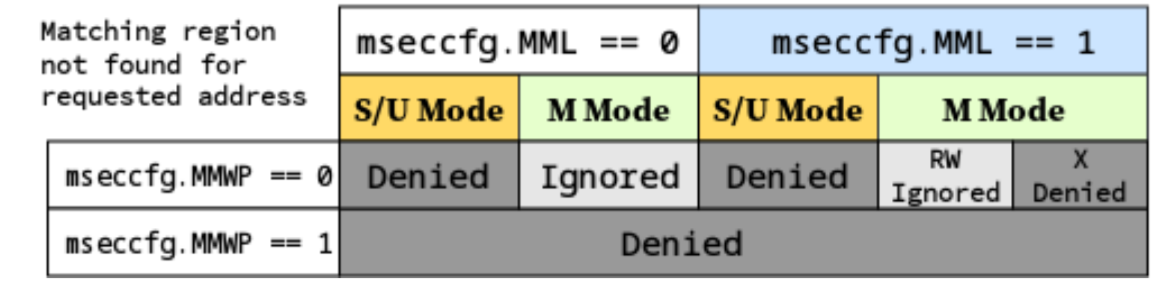 Matching region
not found for
requested address
mseccfg.MML == 0
mseccfg.MML == 1
S/U Mode
M Mode
S/U Mode
M Mode
mseccfg.MMWP == 0
Denied
Ignored
Denied
RW
Ignored
X
Denied
mseccfg.MMWP == 1
Denied